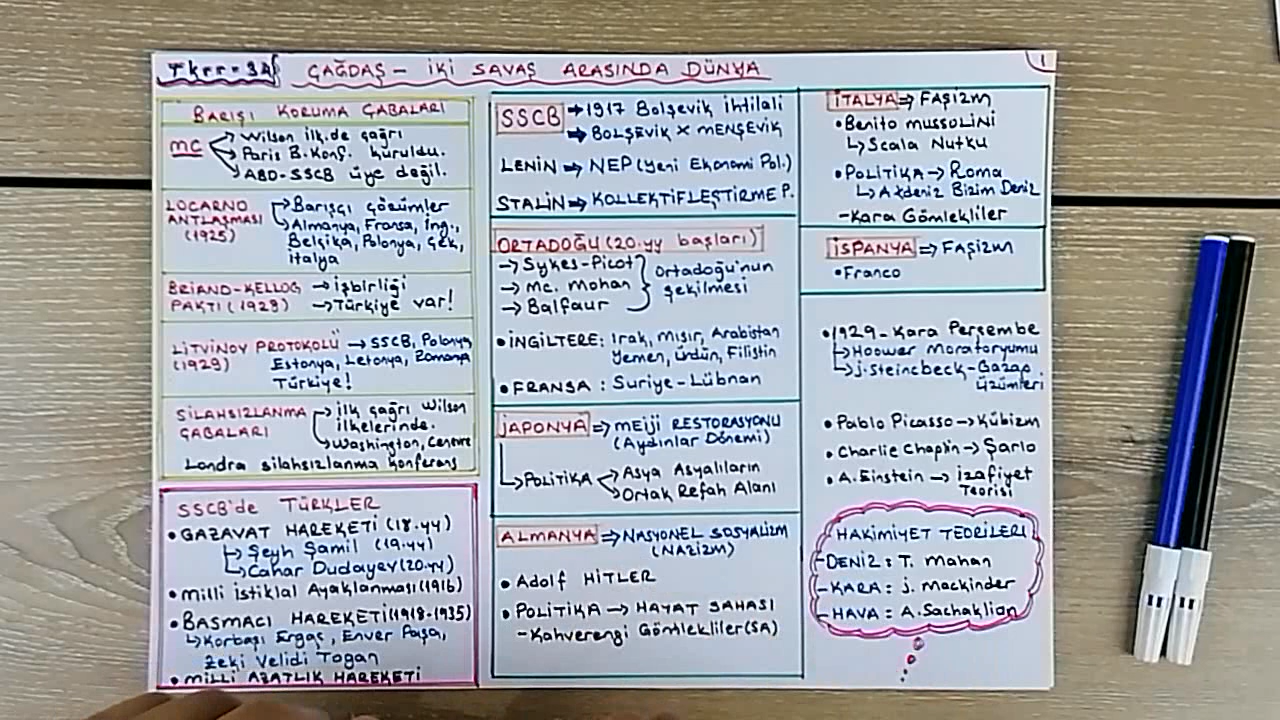 Tkrr-3A ÇAĞDAŞ - İKİ SAVAŞ ARASINDA DÜNYA
1
BARIŞI KORUMA ÇABALARI
MC → Wilson ilk.de çağrı
→ Paris B.Konf. kuruldu.
→ ABD-SSCB üye değil.
LOCARNO ANTLAŞMASI (1925) → Barışçı çözümler
→ Almanya, Fransa, İng.,
Belçika, Polonya, Çek,
İtalya
BRIAND-KELLOG → işbirliği
PAKTI (1928) → Türkiye var!
LİTVİNOV PROTOKOLÜ → SSCB, Polonya,
(1929) Estonya, Letonya, Romanya
Türkiye!
SİLAHSIZLANMA ÇABALARI → İlk çağrı Wilson
ilkelerinde.
→ Washington, Cenevre
Londra silahsızlanma konferans
SSCB'de TÜRKLER
• GAZAVAT HAREKETİ (18.yy)
→ Şeyh Şamil (19.yy)
→ Cahar Dudayev (20.yy)
• Milli İstiklal Ayaklanması (1916)
• BASMACI HAREKETİ (1918-1935)
→ Korbaşı Ergaş, Enver Paşa,
Zeki Velidi Togan
• MİLLİ AZATLIK HAREKETİ
SSCB → 1917 Bolşevik İhtilali
→ BOLŞEVİK X MENŞEVİK
LENİN → NEP (Yeni Ekonomi Pol.)
STALİN → KOLLEKTİFLEŞTİRME P.
ORTADOĞU (20.yy başları)
→ Sykes-Picot
→ Mc. Mohan
→ Balfaur
} Ortadoğu'nun
şekilmesi
• İNGİLTERE: Irak, Mısır, Arabistan
Yemen, Ürdün, Filistin
• FRANSA : Suriye-Lübnan
JAPONYA ⇒ MEİJİ RESTORASYONU
(Aydınlar Dönemi)
→ POLİTİKA → Asya Asyalıların
→ Ortak Refah Alanı
ALMANYA ⇒ NASYONEL SOSYALİZM
(NAZİZM)
• Adolf HİTLER
• POLİTİKA → HAYAT SAHASI
- Kahverengi Gömlekliler (SA)
İTALYA ⇒ FAŞİZM
• Benito MUSSOLİNİ
↳ Scala Nutku
• POLİTİKA → Roma
↳ Akdeniz Bizim Deniz
- Kara Gömlekliler
İSPANYA ⇒ FAŞİZM
• Franco
• 1929 - Kara Perşembe
→ Hoower Moratoryumu
→ J. Steincbeck - Gazap
Üzümleri
• Pablo Picasso → Kübizm
• Charlie Chaplin → Şarlo
• A. Einstein → İzafiyet
Teorisi
HAKİMİYET TEORİLERİ
- DENİZ : T. Mahan
- KARA : J. Mackinder
- HAVA : A. Sachaklian